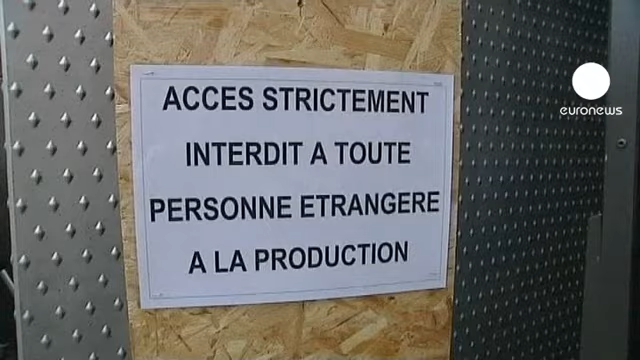 ACCES STRICTEMENT
INTERDIT A TOUTE
PERSONNE ETRANGERE
A LA PRODUCTION
euronews